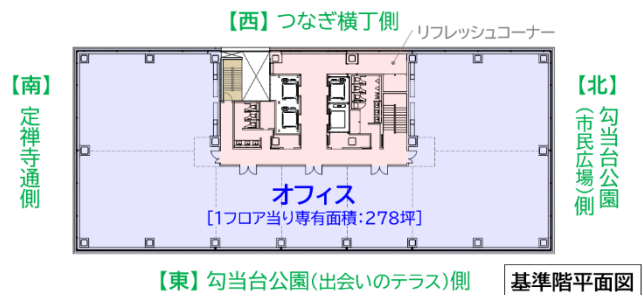 【西】つなぎ横丁側
リフレッシュコーナー
【南】
定禅寺通側
【北】
勾当台公園
(市民広場)側
オフィス
[1フロア当り専有面積:278坪]
【東】勾当台公園(出会いのテラス)側
基準階平面図